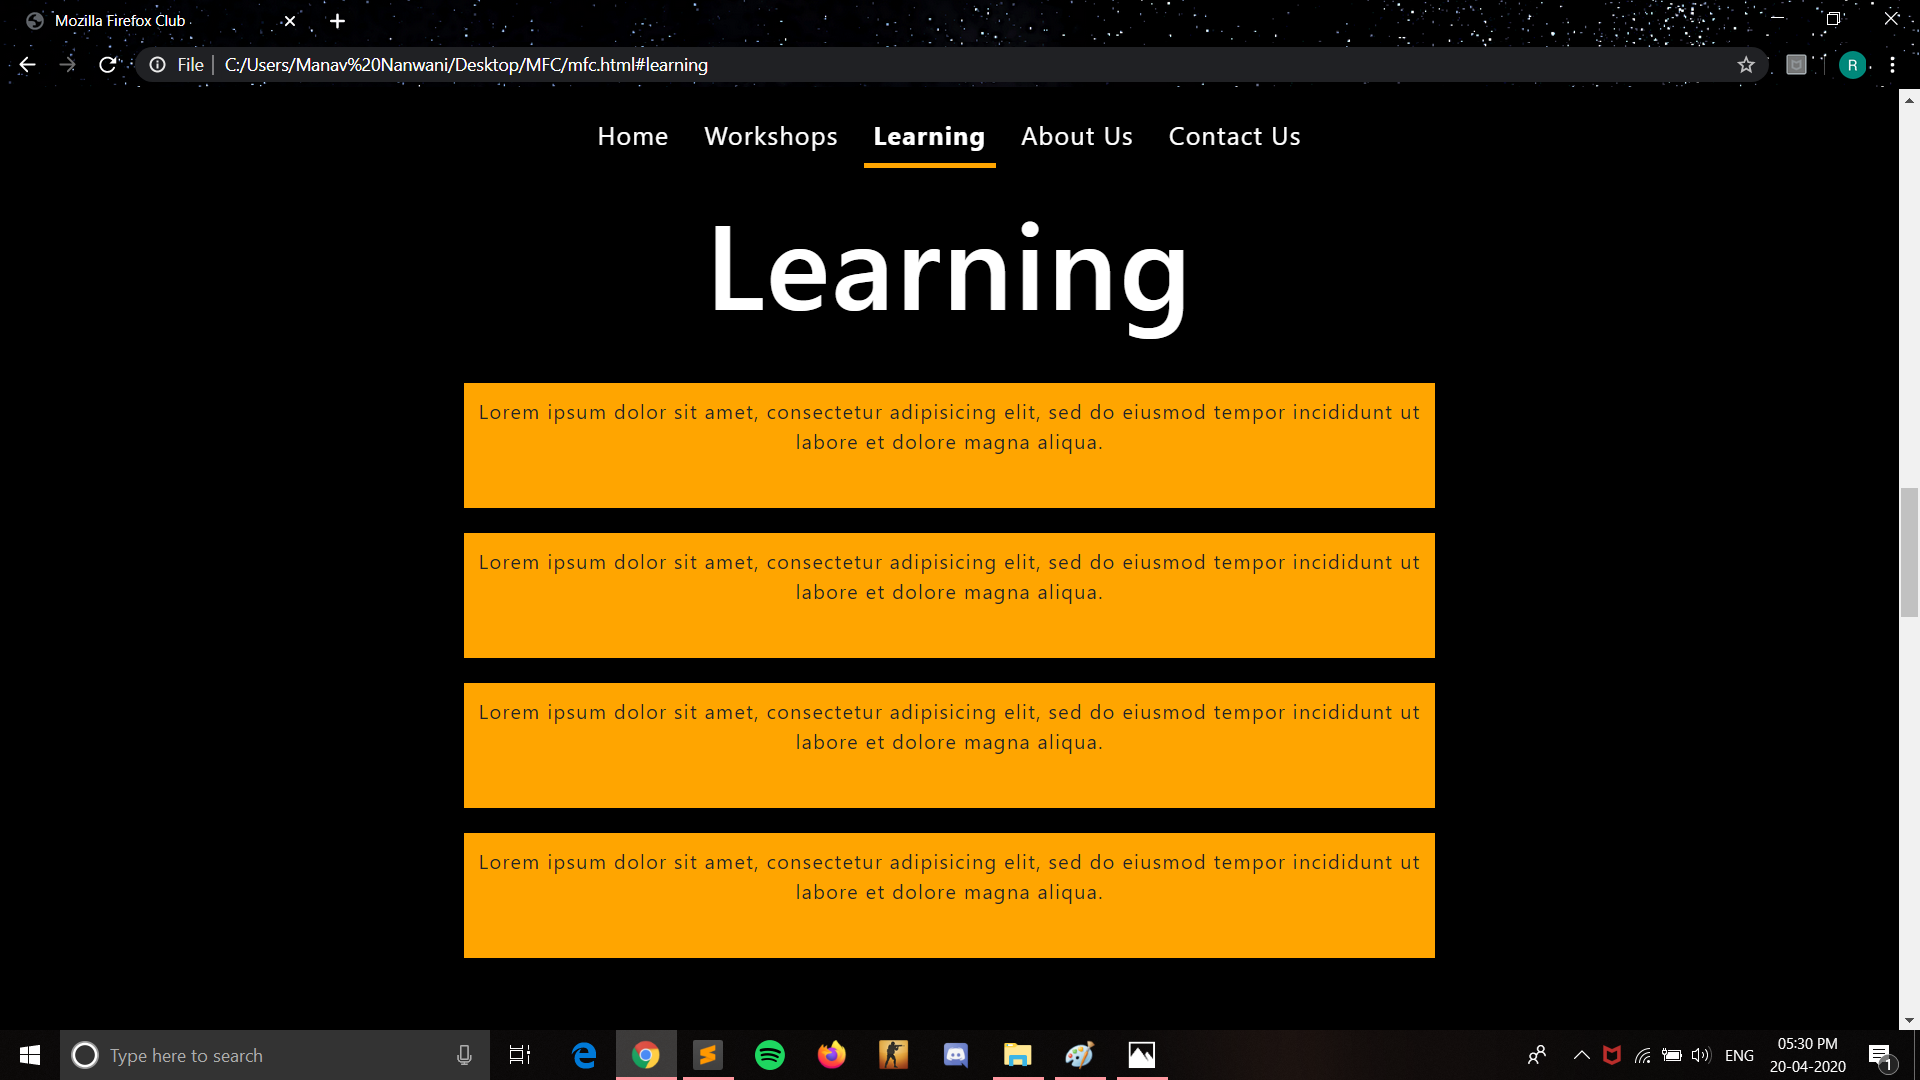 Mozilla Firefox Club
File
C:/Users/Manav%20Nanwani/Desktop/MFC/mfc.html#learning
R
Home Workshops Learning About Us Contact Us
Learning
Lorem ipsum dolor sit amet, consectetur adipisicing elit, sed do eiusmod tempor incididunt ut
labore et dolore magna aliqua.
Lorem ipsum dolor sit amet, consectetur adipisicing elit, sed do eiusmod tempor incididunt ut
labore et dolore magna aliqua.
Lorem ipsum dolor sit amet, consectetur adipisicing elit, sed do eiusmod tempor incididunt ut
labore et dolore magna aliqua.
Lorem ipsum dolor sit amet, consectetur adipisicing elit, sed do eiusmod tempor incididunt ut
labore et dolore magna aliqua.
Type here to search
ENG
05:30 PM
20-04-2020
1